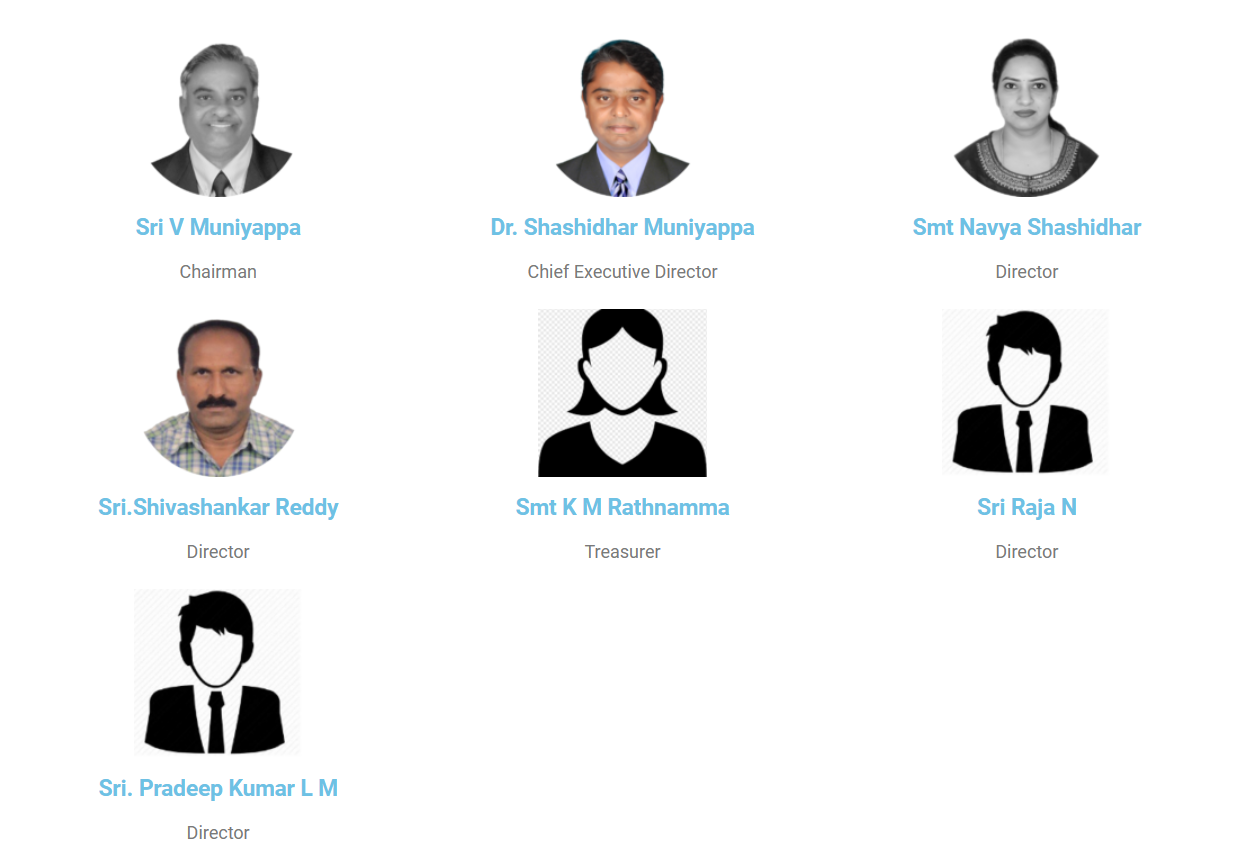 Sri V Muniyappa
Dr. Shashidhar Muniyappa
Smt Navya Shashidhar
Chairman
Chief Executive Director
Director
Sri.Shivashankar Reddy
Smt K M Rathnamma
Sri Raja N
Director
Treasurer
Director
Sri. Pradeep Kumar L M
Director